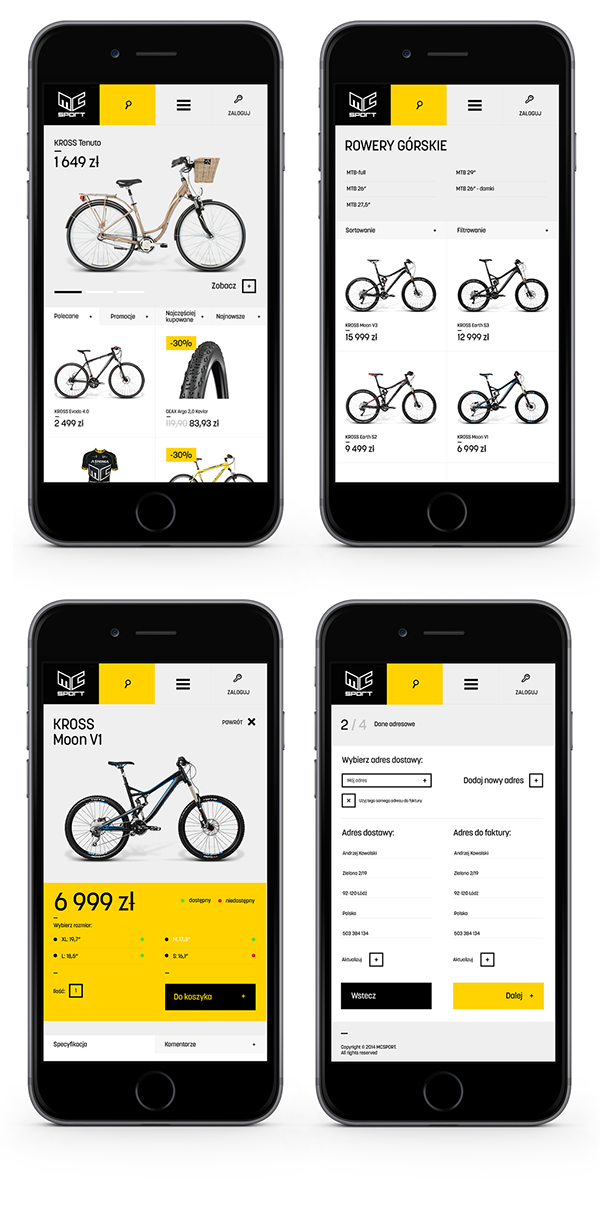 MCS
SPORT
ZALOGUJ
KROSS Tenuto
1 649 zł
Zobacz +
Polecane +
Promocje +
Najczęściej
kupowane +
Najnowsze +
KROSS Evado 4.0
2 499 zł
-30%
GEAX Argo 2,0 Kevlar
119,90 83,93 zł
-30%
MCS
SPORT
ZALOGUJ
ROWERY GÓRSKIE
MTB-full
MTB 29"
MTB 26"
MTB 26" - damki
MTB 27,5"
Sortowanie +
Filtrowanie +
KROSS Moon V3
15 999 zł
KROSS Earth S3
12 999 zł
KROSS Earth S2
9 499 zł
KROSS Moon V1
6 999 zł
MCS
SPORT
ZALOGUJ
KROSS
Moon V1
POWRÓT
6 999 zł
dostępny
niedostępny
Wybierz rozmiar:
XL: 19,7"
M: 17,3"
L: 18,5"
S: 16,1"
Ilość: 1
Do koszyka +
Specyfikacja
Komentarze +
MCS
SPORT
ZALOGUJ
2 / 4 Dane adresowe
Wybierz adres dostawy:
Mój adres +
Dodaj nowy adres +
Użyj tego samego adresu do faktury
Adres dostawy:
Andrzej Kowalski
Zielona 2/19
92-120 Łódź
Polska
503 384 134
Aktualizuj +
Adres do faktury:
Andrzej Kowalski
Zielona 2/19
92-120 Łódź
Polska
503 384 134
Aktualizuj +
Wstecz
Dalej +
Copyright © 2014 MCSPORT.
All rights reserved